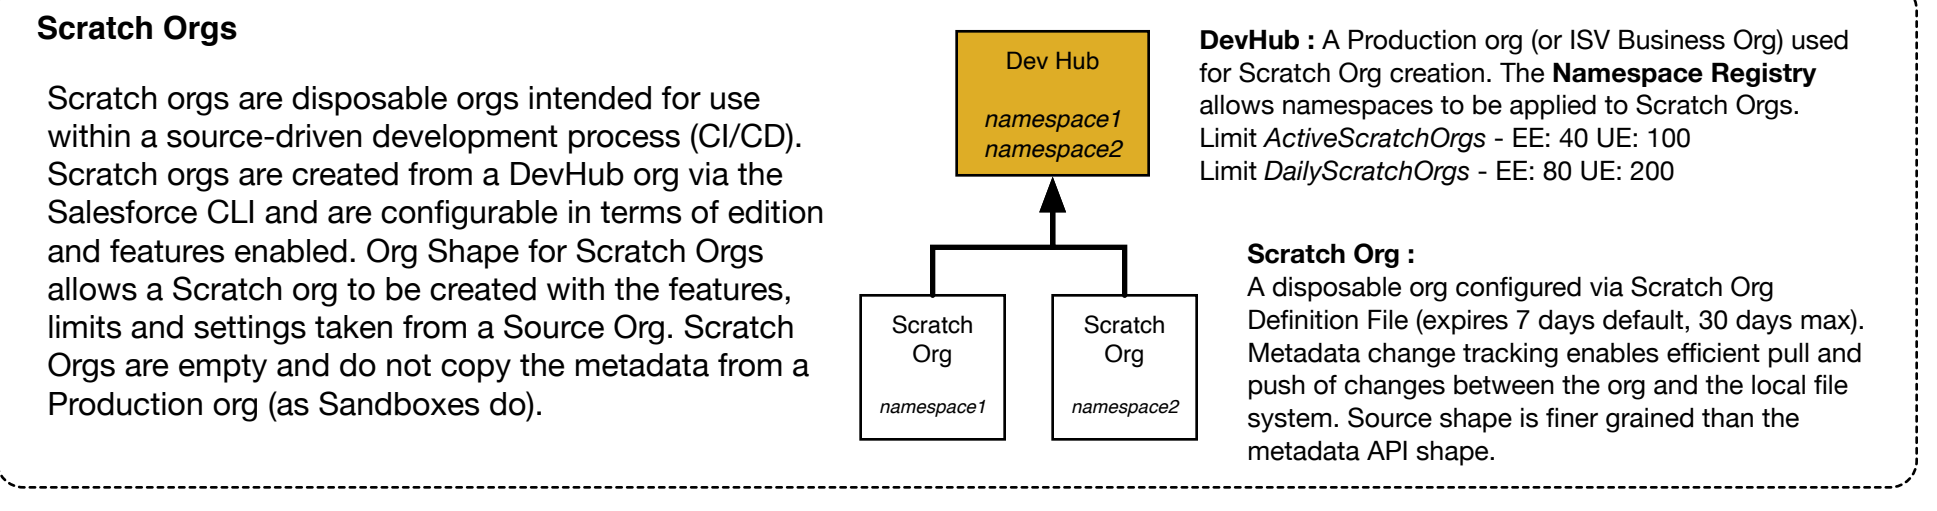 Scratch Orgs
Scratch orgs are disposable orgs intended for use
within a source-driven development process (CI/CD).
Scratch orgs are created from a DevHub org via the
Salesforce CLI and are configurable in terms of edition
and features enabled. Org Shape for Scratch Orgs
allows a Scratch org to be created with the features,
limits and settings taken from a Source Org. Scratch
Orgs are empty and do not copy the metadata from a
Production org (as Sandboxes do).
Dev Hub
namespace1
namespace2
Scratch
Org
namespace1
Scratch
Org
namespace2
DevHub : A Production org (or ISV Business Org) used
for Scratch Org creation. The Namespace Registry
allows namespaces to be applied to Scratch Orgs.
Limit ActiveScratchOrgs - EE: 40 UE: 100
Limit DailyScratchOrgs - EE: 80 UE: 200
Scratch Org :
A disposable org configured via Scratch Org
Definition File (expires 7 days default, 30 days max).
Metadata change tracking enables efficient pull and
push of changes between the org and the local file
system. Source shape is finer grained than the
metadata API shape.